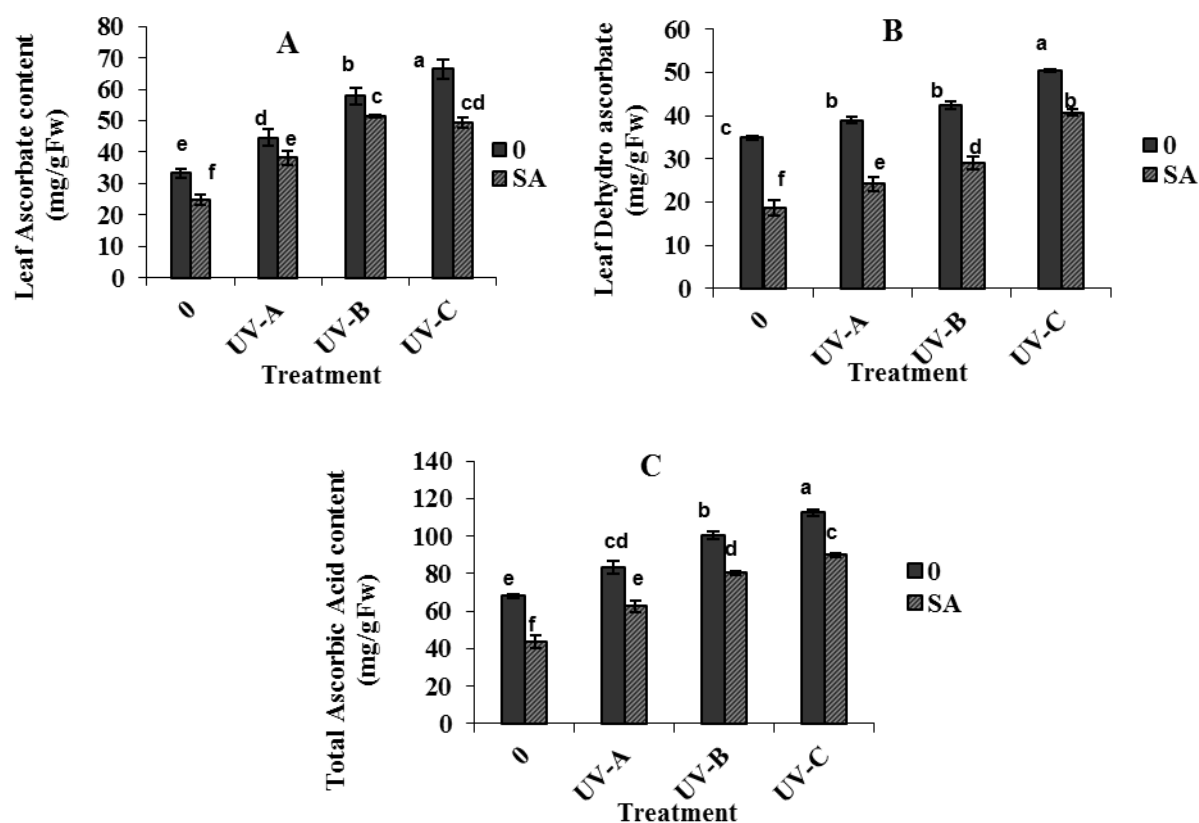 A
Leaf Ascorbate content
(mg/gFw)
80
70
60
50
40
30
20
10
0
e
f
d
e
b
c
a
cd
0
SA
0
UV-A
UV-B
UV-C
Treatment
B
Leaf Dehydro ascorbate
(mg/gFw)
60
50
40
30
20
10
0
c
f
b
e
b
d
a
b
0
SA
0
UV-A
UV-B
UV-C
Treatment
C
Total Ascorbic Acid content
(mg/gFw)
140
120
100
80
60
40
20
0
e
f
cd
e
b
d
a
c
0
SA
0
UV-A
UV-B
UV-C
Treatment